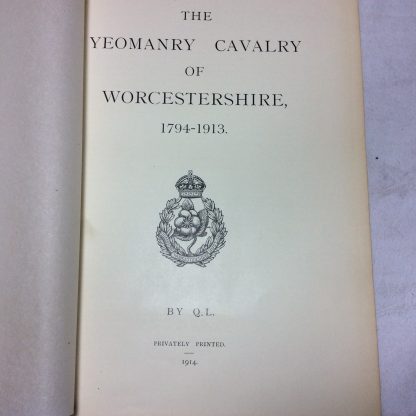 THE
YEOMANRY CAVALRY
OF
WORCESTERSHIRE,
1794-1913.
BY Q.L.
PRIVATELY PRINTED.
1914.